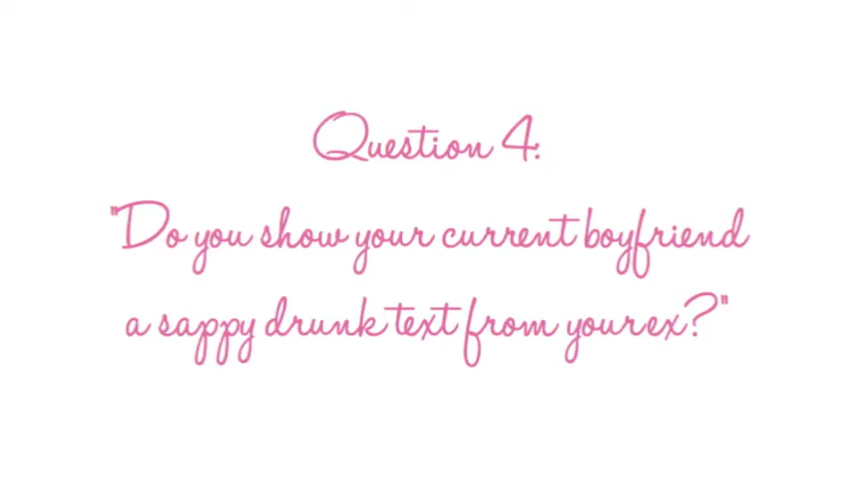 Question 4:
"Do you show your current boyfriend
a sappy drunk text from your ex?"